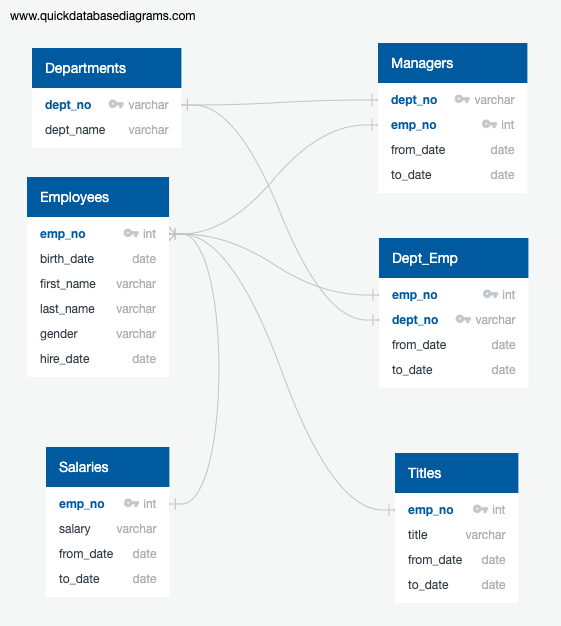 www.quickdatabasediagrams.com
Departments
dept_no varchar
dept_name varchar
Managers
dept_no varchar
emp_no int
from_date date
to_date date
Employees
emp_no int
birth_date date
first_name varchar
last_name varchar
gender varchar
hire_date date
Dept_Emp
emp_no int
dept_no varchar
from_date date
to_date date
Salaries
emp_no int
salary varchar
from_date date
to_date date
Titles
emp_no int
title varchar
from_date date
to_date date